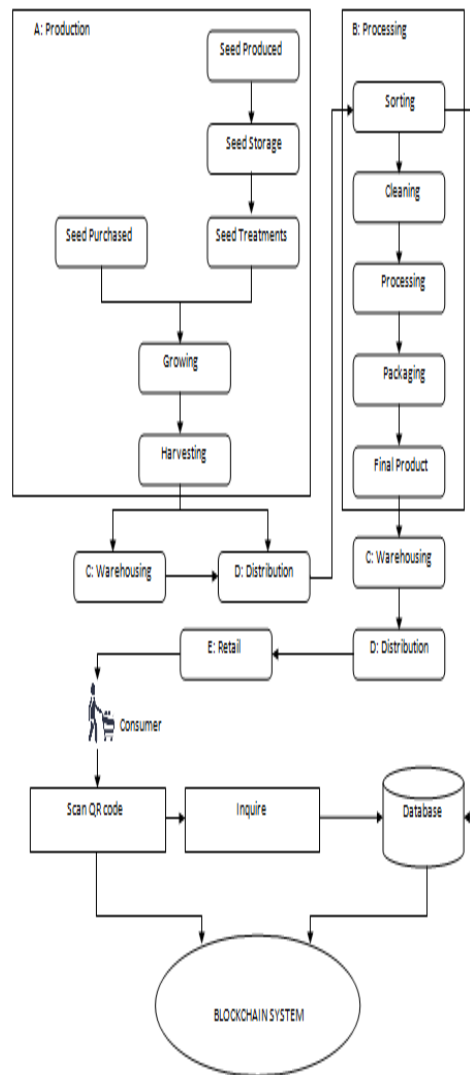 A: Production
Seed Produced
Seed Storage
Seed Purchased
Seed Treatments
Growing
Harvesting
C: Warehousing
D: Distribution
B: Processing
Sorting
Cleaning
Processing
Packaging
Final Product
C: Warehousing
D: Distribution
E: Retail
Consumer
Scan QR code
Inquire
Database
BLOCKCHAIN SYSTEM